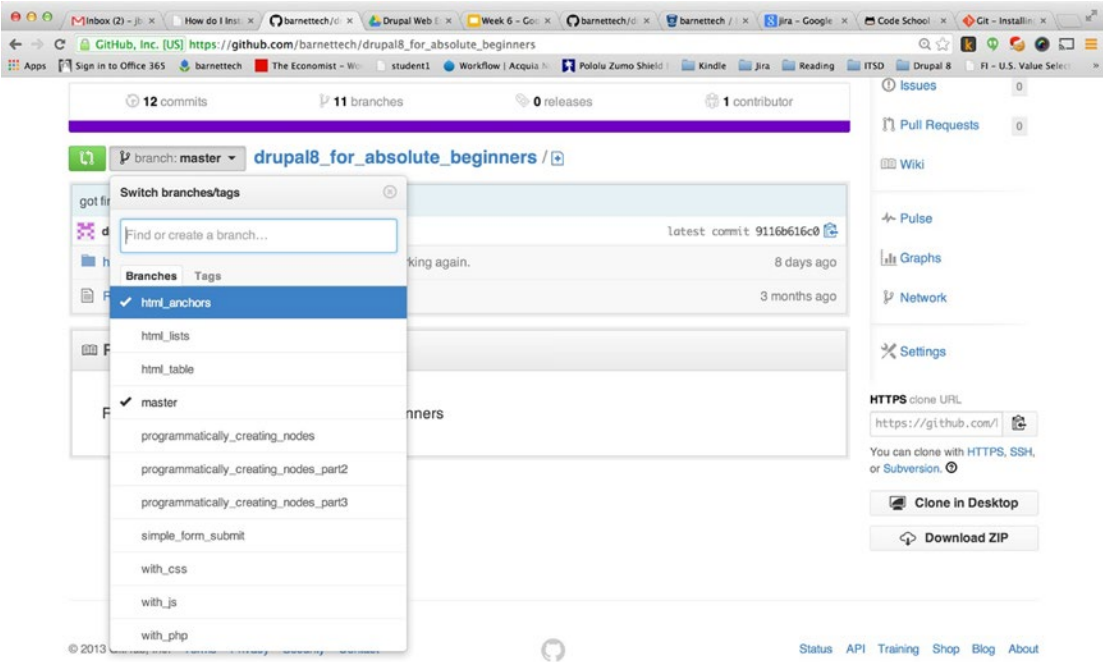 Inbox (2) – jb
How do I Inst
barnettech/d
Drupal Web
Week 6 – Goo
barnettech/d
barnettech /
jira – Google
Code School
Git – Installin
GitHub, Inc. [US] https://github.com/barnettech/drupal8_for_absolute_beginners
Apps Sign in to Office 365 barnettech The Economist – Wo student1 Workflow | Acquia N Pololu Zumo Shield Kindle Jira Reading ITSD Drupal 8 FI – U.S. Value Select »
12 commits 11 branches 0 releases 1 contributor
Issues 0
Pull Requests 0
branch: master drupal8_for_absolute_beginners /
Wiki
Switch branches/tags
got fir
Pulse
d
Find or create a branch…
latest commit 9116b616c0
h
king again. 8 days ago
Graphs
Branches Tags
html_anchors
3 months ago
Network
html_lists
Settings
html_table
master
nners
HTTPS clone URL
https://github.com/
programmatically_creating_nodes
You can clone with HTTPS, SSH,
or Subversion.
programmatically_creating_nodes_part2
programmatically_creating_nodes_part3
Clone in Desktop
simple_form_submit
Download ZIP
with_css
with_js
with_php
© 2013
Status API Training Shop Blog About